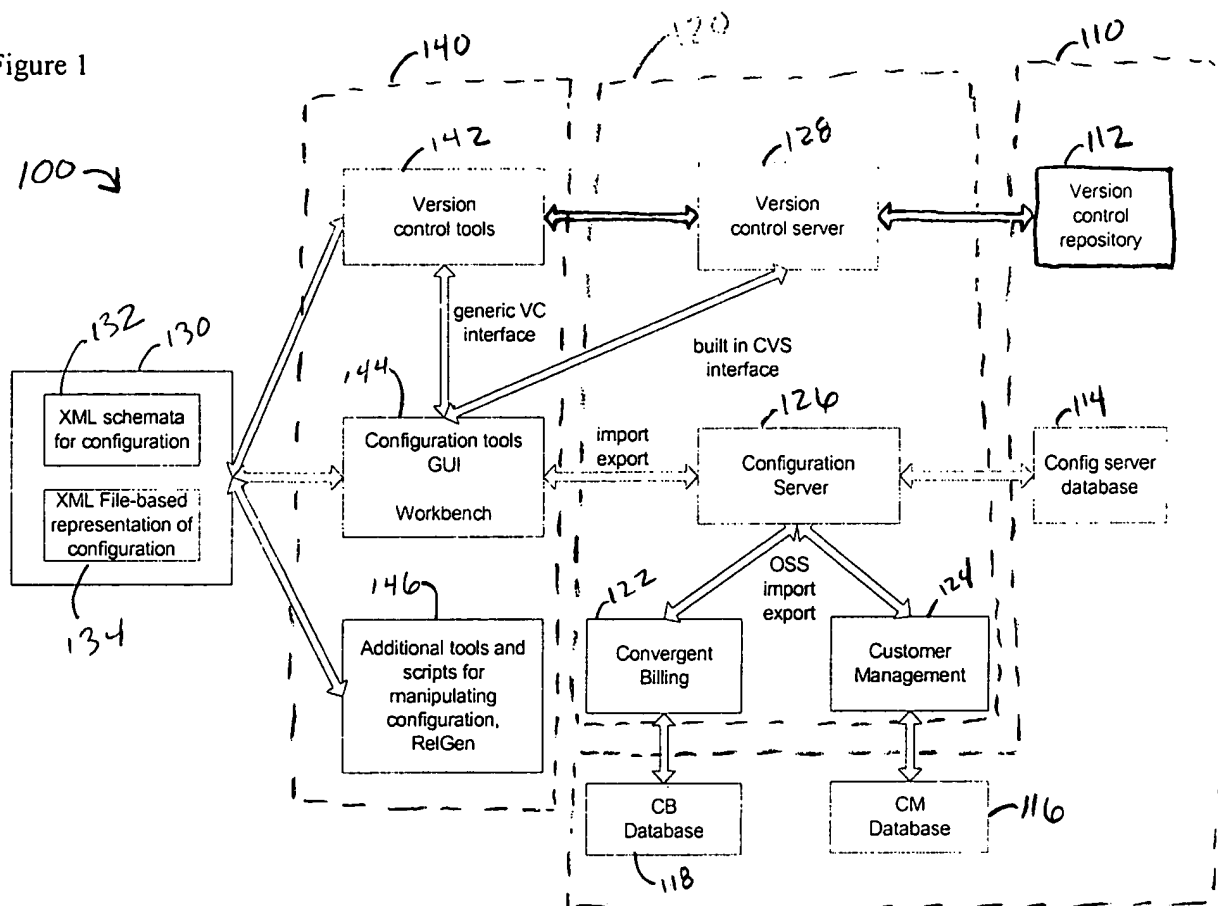 Figure 1
100
140
120
110
142
Version
control tools
128
Version
control server
112
Version
control
repository
generic VC
interface
built in CVS
interface
132
130
XML schemata
for configuration
XML File-based
representation of
configuration
134
144
Configuration tools
GUI
Workbench
import
export
126
Configuration
Server
114
Config server
database
OSS
import
export
146
Additional tools and
scripts for
manipulating
configuration,
RelGen
122
Convergent
Billing
124
Customer
Management
CB
Database
118
CM
Database
116